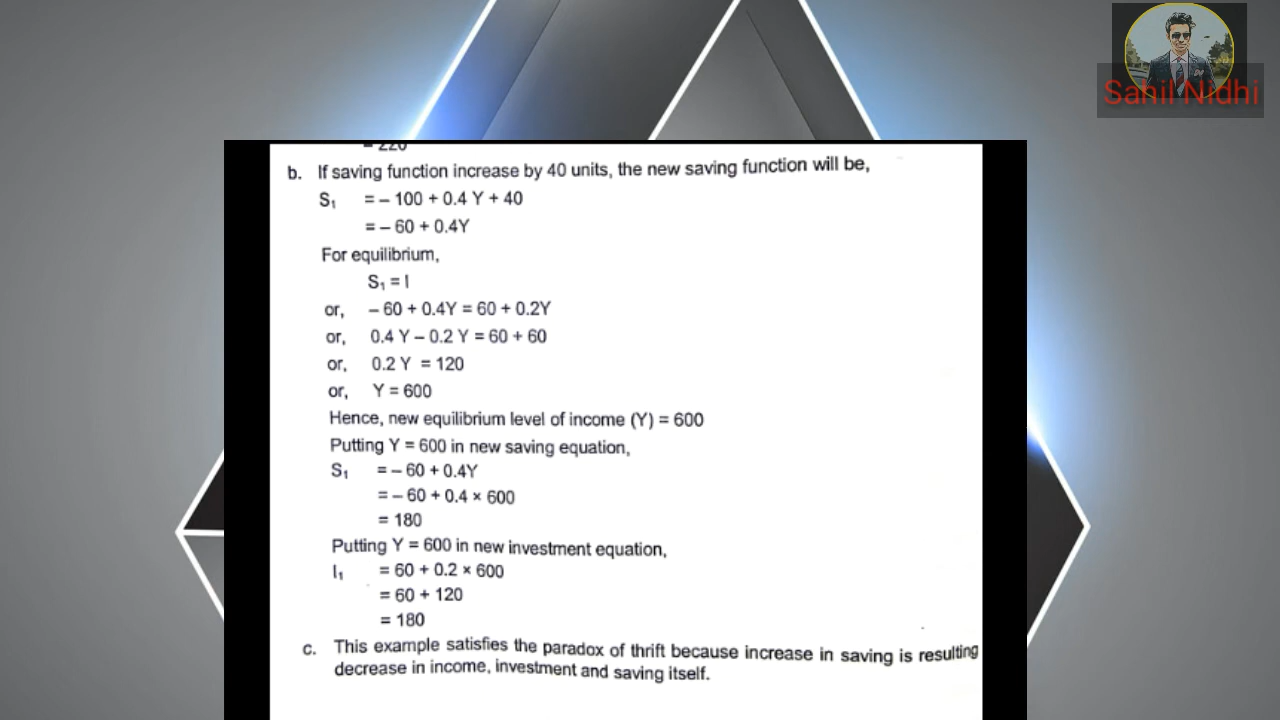 Sahil Nidhi
= 220
b. If saving function increase by 40 units, the new saving function will be,
S₁ = – 100 + 0.4 Y + 40
= – 60 + 0.4Y
For equilibrium,
S₁ = I
or, – 60 + 0.4Y = 60 + 0.2Y
or, 0.4 Y – 0.2 Y = 60 + 60
or, 0.2 Y = 120
or, Y = 600
Hence, new equilibrium level of income (Y) = 600
Putting Y = 600 in new saving equation,
S₁ = – 60 + 0.4Y
= – 60 + 0.4 × 600
= 180
Putting Y = 600 in new investment equation,
I₁ = 60 + 0.2 × 600
= 60 + 120
= 180
c. This example satisfies the paradox of thrift because increase in saving is resulting
decrease in income, investment and saving itself.